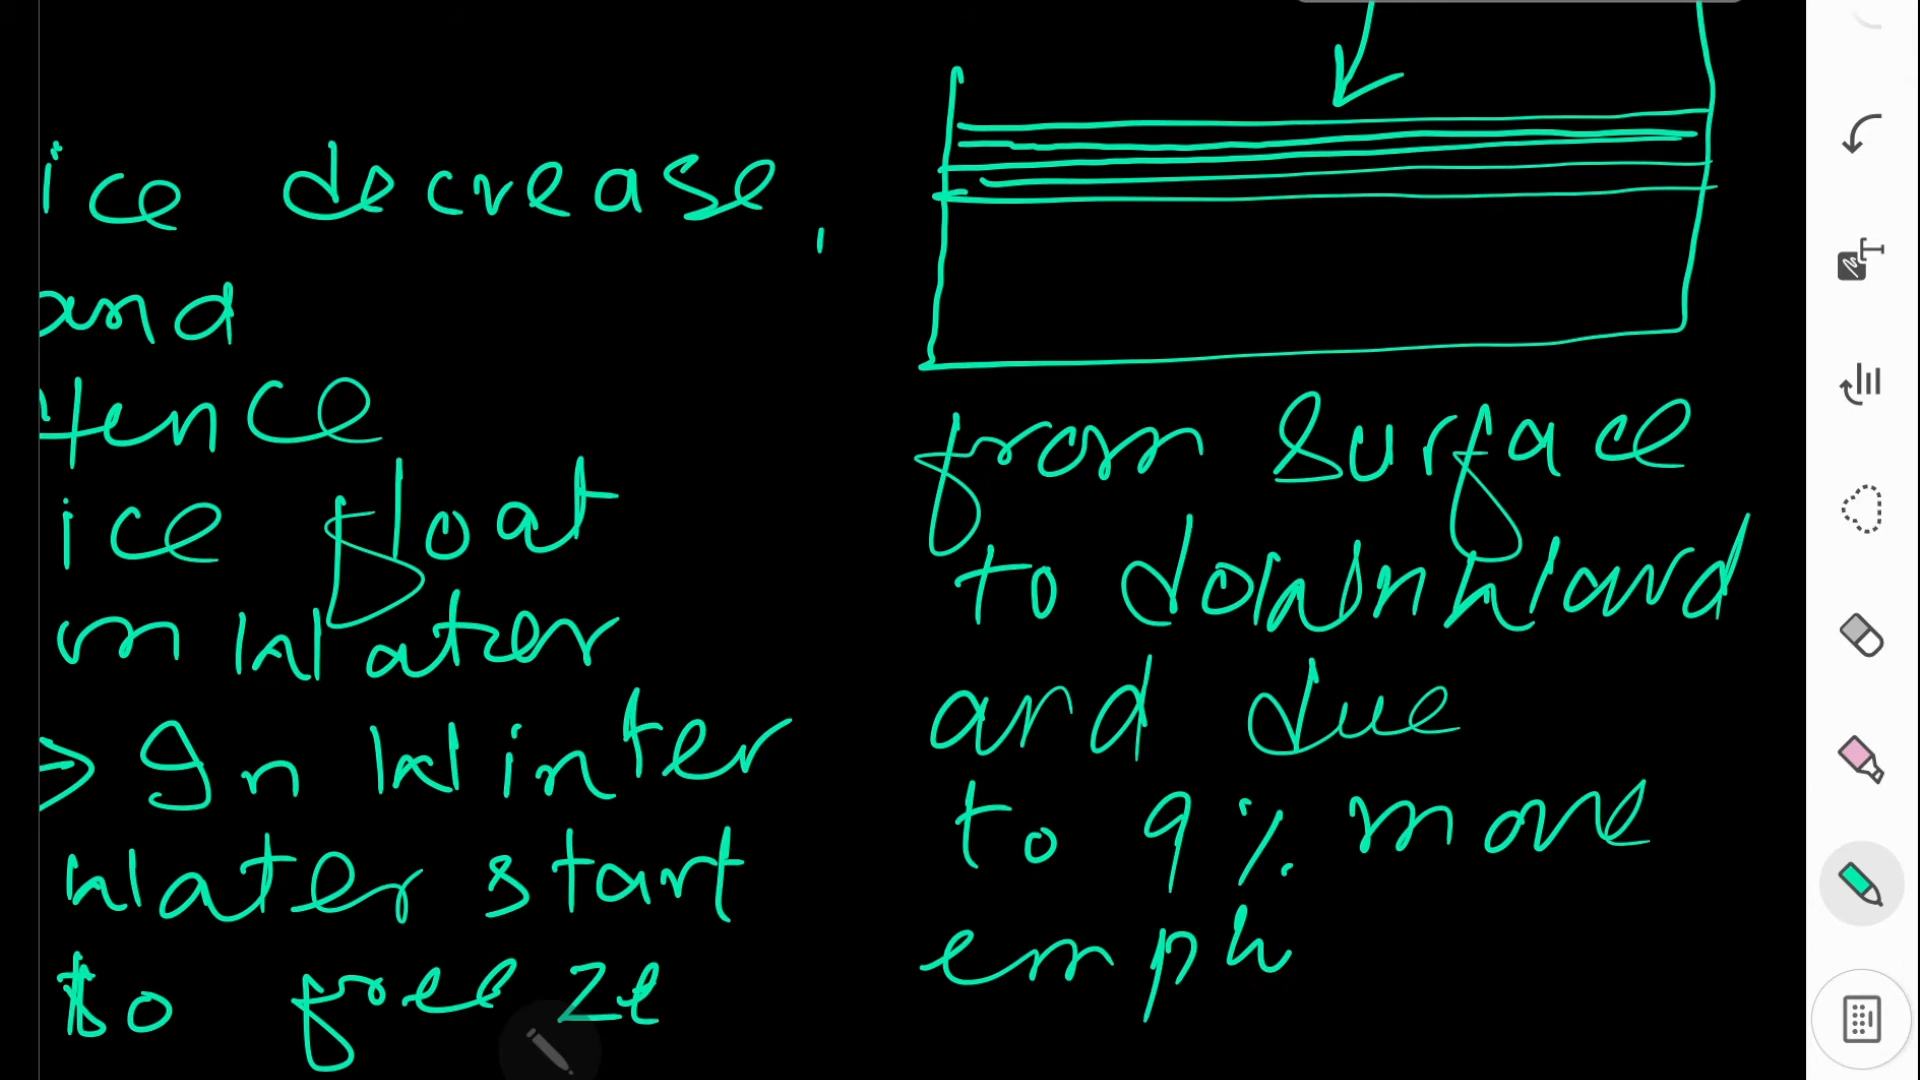 ice decrease,
and
Hence
ice float
on water
→ In Winter
water start
to freeze
from surface
to downward
and due
to 9% more